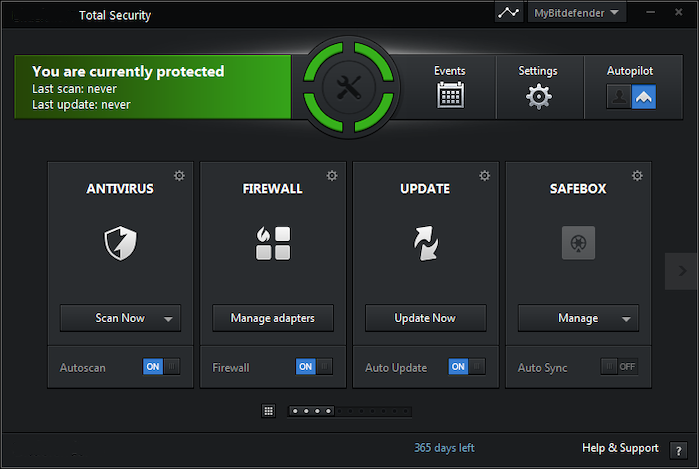 Total Security
MyBitdefender
You are currently protected
Last scan: never
Last update: never
Events
Settings
Autopilot
ANTIVIRUS
FIREWALL
UPDATE
SAFEBOX
Scan Now
Manage adapters
Update Now
Manage
Autoscan
ON
Firewall
ON
Auto Update
ON
Auto Sync
OFF
365 days left
Help & Support
?